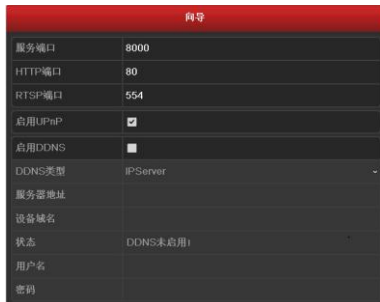 向导
服务端口 8000
HTTP端口 80
RTSP端口 554
启用UPnP
启用DDNS
DDNS类型 IPServer
服务器地址
设备域名
状态 DDNS未启用!
用户名
密码